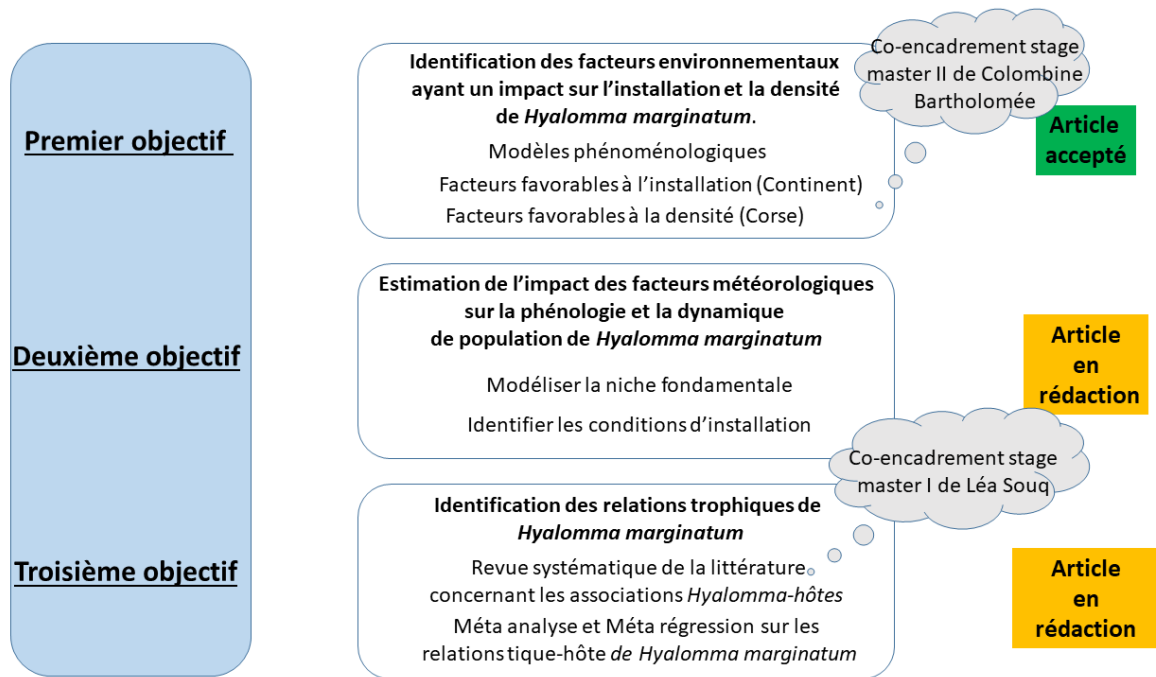 Premier objectif
Identification des facteurs environnementaux
ayant un impact sur l'installation et la densité
de Hyalomma marginatum.
Modèles phénoménologiques
Facteurs favorables à l'installation (Continent)
Facteurs favorables à la densité (Corse)
Co-encadrement stage
master II de Colombine
Bartholomée
Article
accepté
Deuxième objectif
Estimation de l'impact des facteurs météorologiques
sur la phénologie et la dynamique
de population de Hyalomma marginatum
Modéliser la niche fondamentale
Identifier les conditions d'installation
Article
en
rédaction
Co-encadrement stage
master I de Léa Souq
Troisième objectif
Identification des relations trophiques de
Hyalomma marginatum
Revue systématique de la littérature
concernant les associations Hyalomma-hôtes
Méta analyse et Méta régression sur les
relations tique-hôte de Hyalomma marginatum
Article
en
rédaction